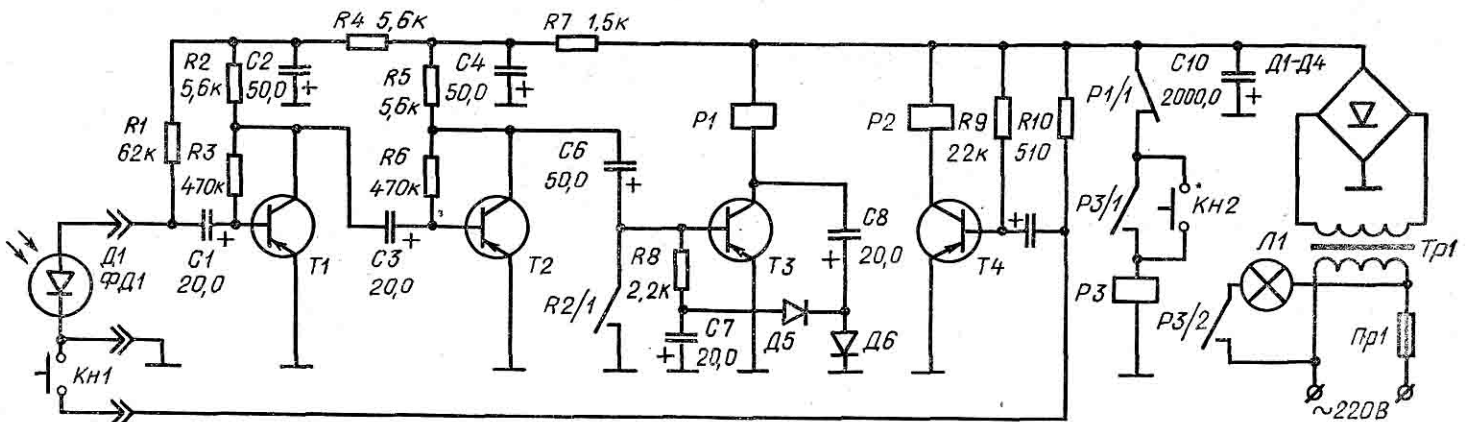 R4 5,6к
R7 1,5к
R2
5,6к
C2
50,0
+
R5
5,6к
C4
50,0
+
P1
P2
R9
22к
R10
510
P1/1
C10
2000,0
+
Д1-Д4
R1
62к
R3
470к
R6
470к
C6
50,0
+
C8
20,0
+
P3/1
Кн2
Д1
ФД1
C1
20,0
+
T1
C3
20,0
+
T2
R8
2,2к
T3
T4
+
Л1
Тр1
R2/1
C7
20,0
+
Д5
Д6
P3
P3/2
Пр1
Кн1
~220В